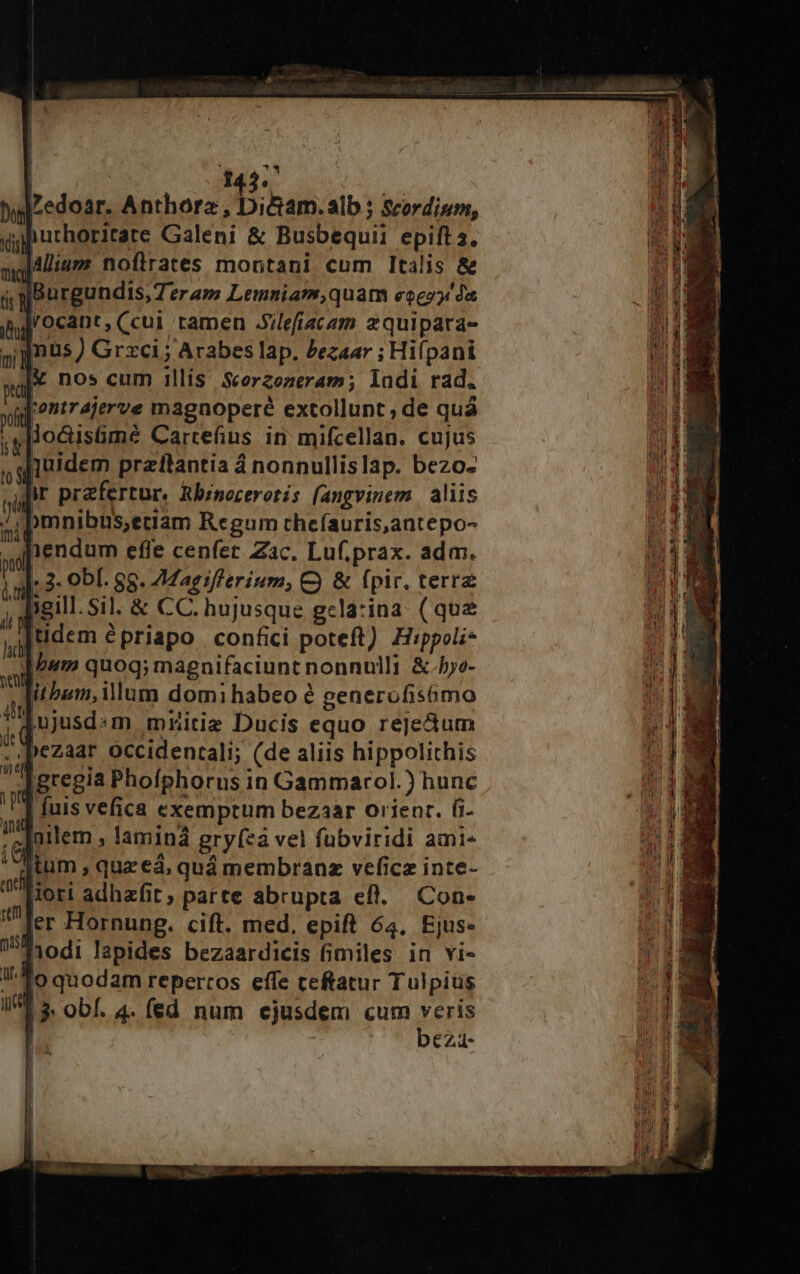 143.
Zedoar. Anthoræ, Dictam. alb; Scordium,
authoritate Galeni & Busbequii epist 3.
Allium nostrates montani cum Italis &
Burgundis, Teram Lemniam, quam
vocant, (cui tamen Silesiacam æquipara-
mus) Græci; Arabes lap. bezaar; Hispani
& nos cum illis Scorzoneram; Indi rad.
contrajerve magnoperè extollunt, de quâ
doctissimè Cartesius in miscellan. cujus
quidem præstantia á nonnullis lap. bezo-
ar præfertur. Rhinocerotis sangvinem aliis
omnibus, etiam Regum thesauris, antepo-
nendum esse censet Zac. Lus. prax. adm.
l. 3. obs. 89. Magisterium, & spir. terræ
sigill. Sil. & CC. hujusque gelatina (quæ
itidem è priapo confici potest) Hippoli-
thum quoq; magnifaciunt nonnulli & hyo-
lithum, illum domi habeo è generosissimo
cujusdam militiæ Ducis equo rejectum
bezaar occidentali; (de aliis hippolithis
egregia Phosphorus in Gammarol.) hunc
suis vesica exemptum bezaar orient. si-
milem, laminâ gryseâ vel subviridi ami-
ctum, quæ eâ, quâ membranæ vesicæ inte-
riori adhæsit, parte abrupta est. Con-
fer Hornung. cist. med. epist 64. Ejus-
modi lapides bezaardicis similes in vi-
ro quodam repertos esse testatur Tulpius
l. 3. obs. 4. sed num ejusdem cum veris
beza-